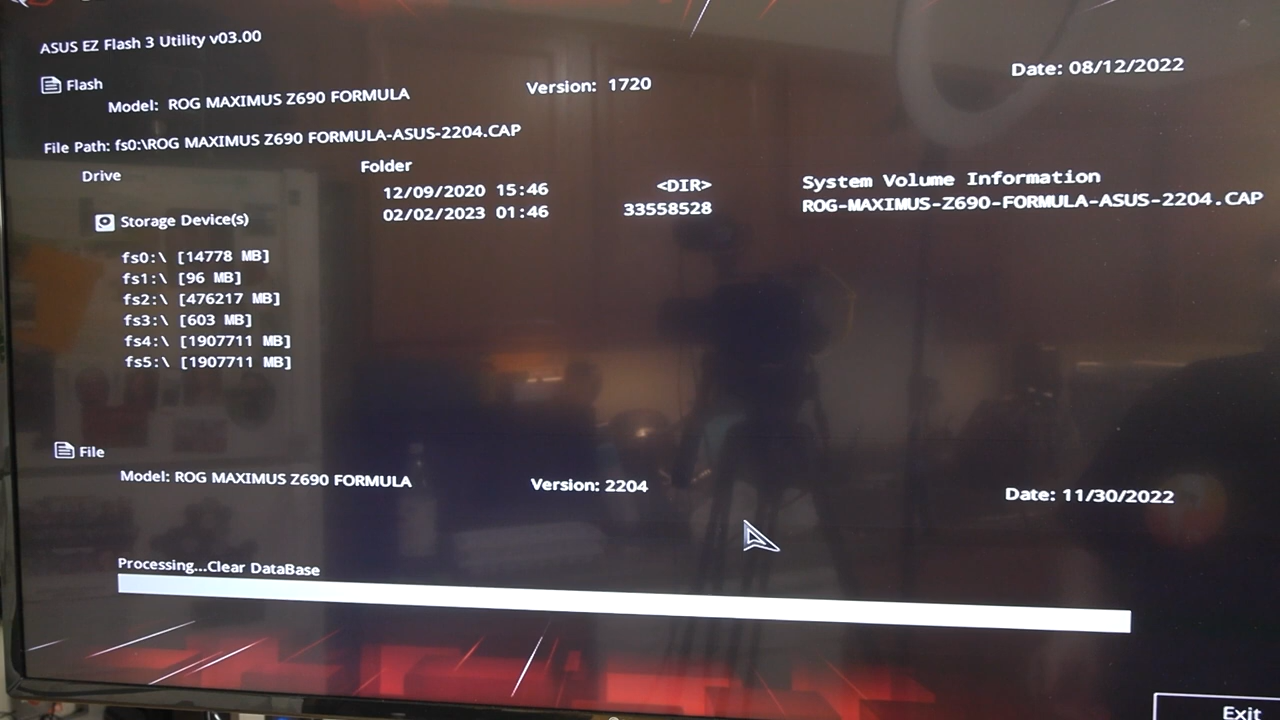 ASUS EZ Flash 3 Utility v03.00
Flash
Model: ROG MAXIMUS Z690 FORMULA Version: 1720 Date: 08/12/2022
File Path: fs0:\ROG MAXIMUS Z690 FORMULA-ASUS-2204.CAP
Drive Folder
12/09/2020 15:46 <DIR> System Volume Information
02/02/2023 01:46 33558528 ROG-MAXIMUS-Z690-FORMULA-ASUS-2204.CAP
Storage Device(s)
fs0:\ [14778 MB]
fs1:\ [96 MB]
fs2:\ [476217 MB]
fs3:\ [603 MB]
fs4:\ [1907711 MB]
fs5:\ [1907711 MB]
File
Model: ROG MAXIMUS Z690 FORMULA Version: 2204 Date: 11/30/2022
Processing...Clear DataBase
Exit